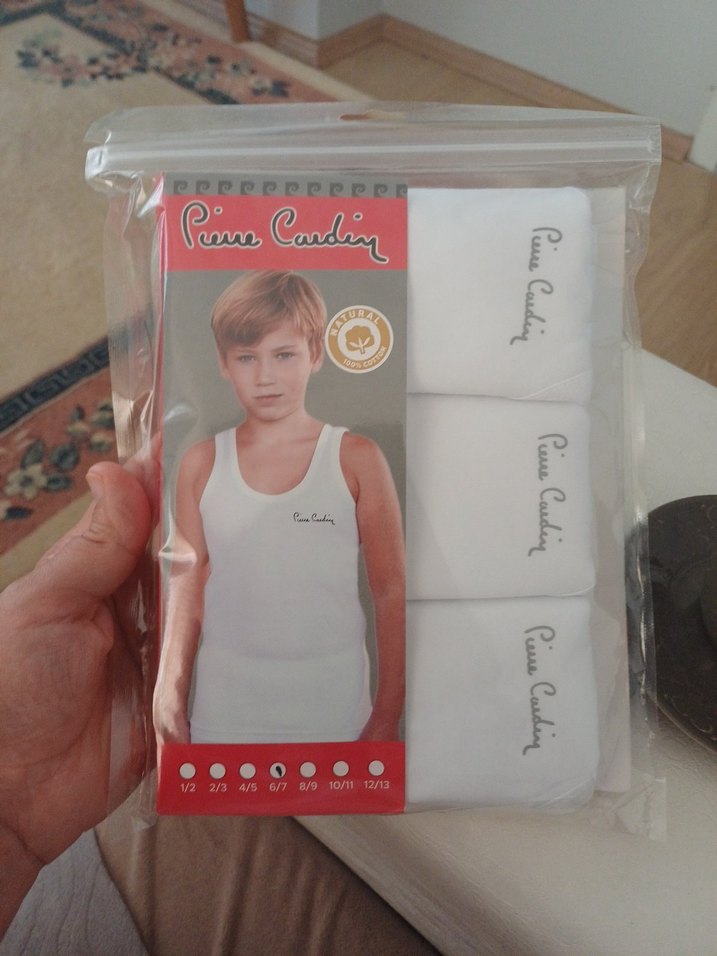 Pierre Cardin
NATURAL
100% COTTON
Pierre Cardin
1/2 2/3 4/5 6/7 8/9 10/11 12/13
Pierre Cardin
Pierre Cardin
Pierre Cardin